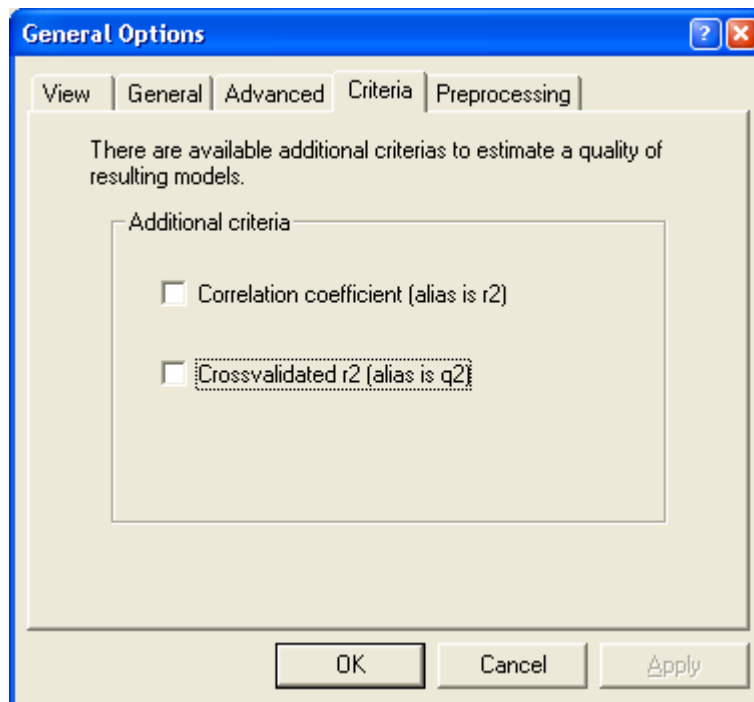 General Options
View General Advanced Criteria Preprocessing
There are available additional criterias to estimate a quality of
resulting models.
Additional criteria
Correlation coefficient (alias is r2)
Crossvalidated r2 (alias is q2)
OK Cancel Apply